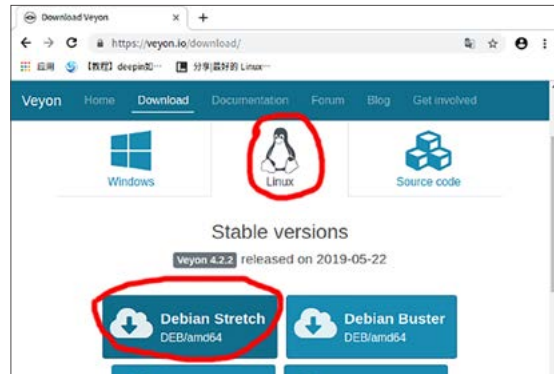 Download Veyon
https://veyon.io/download/
应用 【教程】deepin如… 分享|最好的 Linux…
Veyon Home Download Documentation Forum Blog Get involved
Windows Linux Source code
Stable versions
Veyon 4.2.2 released on 2019-05-22
Debian Stretch
DEB/amd64
Debian Buster
DEB/amd64